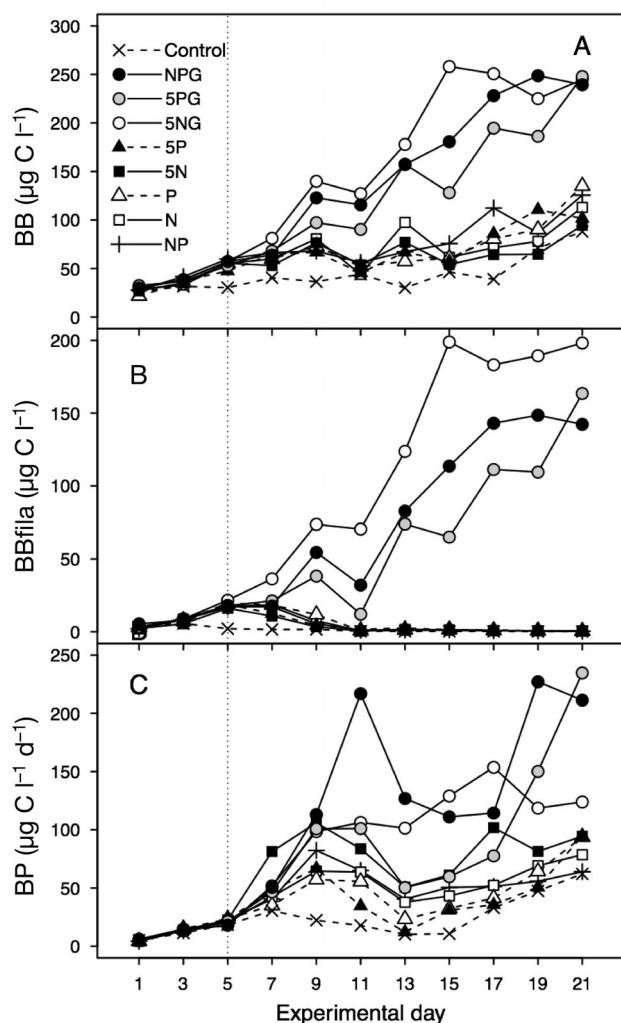 A
BB (µg C l⁻¹)
300
250
200
150
100
50
0
Control
NPG
5PG
5NG
5P
5N
P
N
NP
B
BBfila (µg C l⁻¹)
200
150
100
50
0
C
BP (µg C l⁻¹ d⁻¹)
250
200
150
100
50
0
1 3 5 7 9 11 13 15 17 19 21
Experimental day